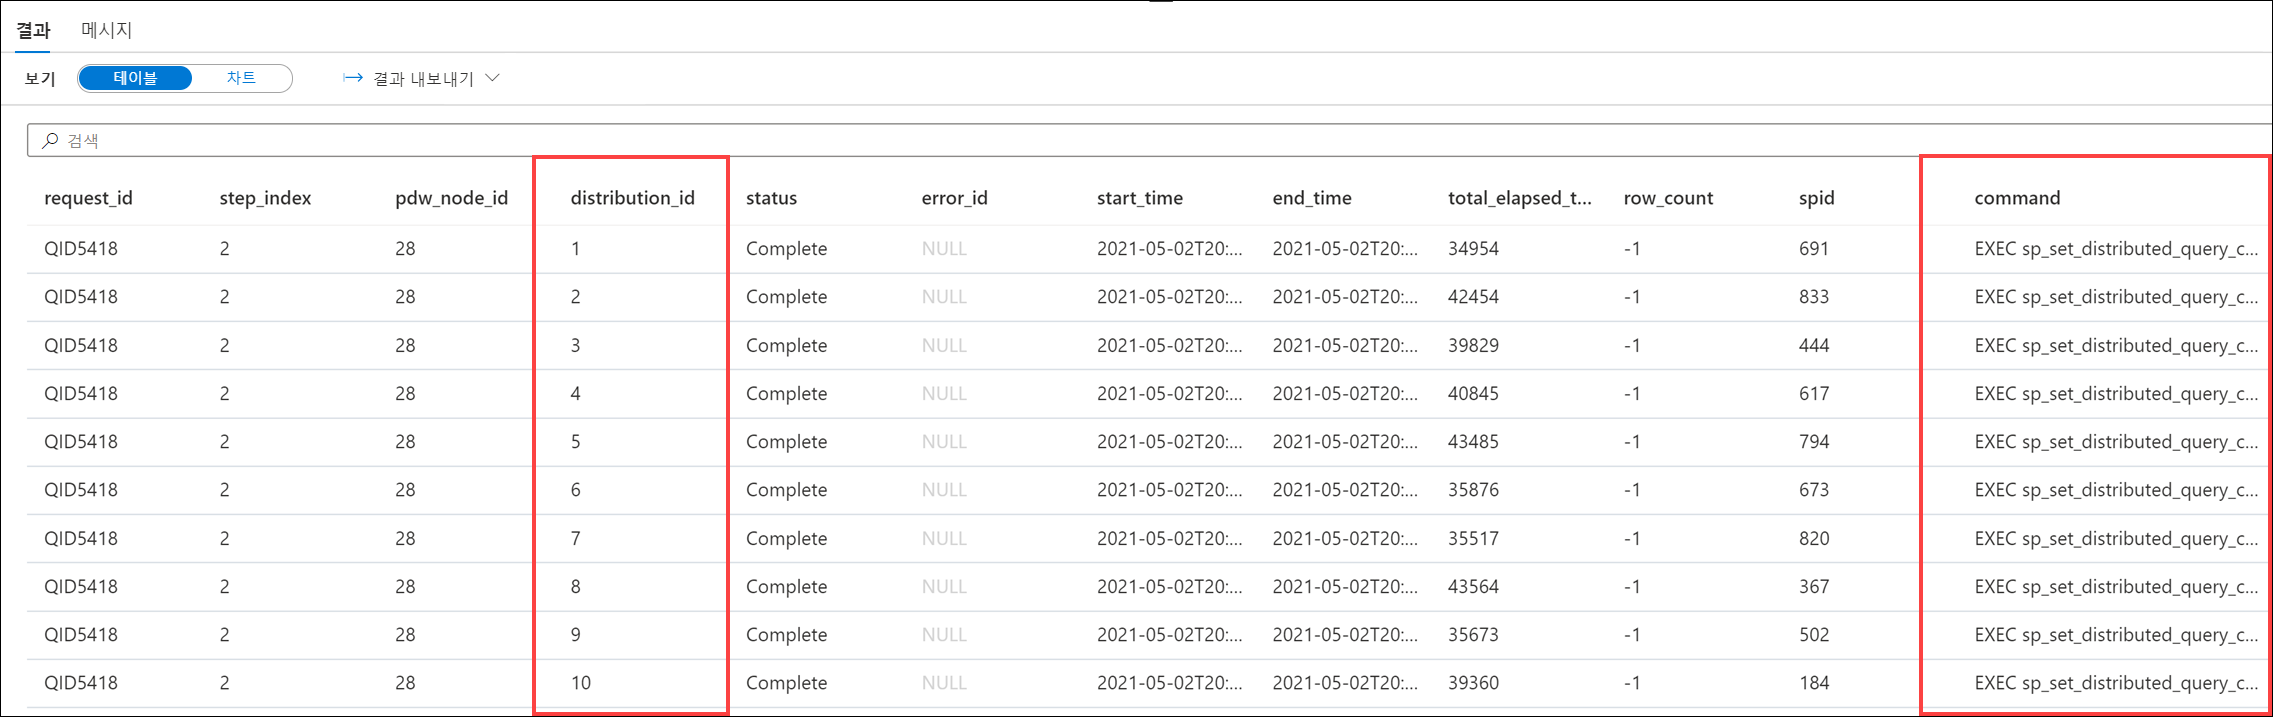 결과 메시지
보기 테이블 차트 결과 내보내기
검색
request_id step_index pdw_node_id distribution_id status error_id start_time end_time total_elapsed_t... row_count spid command
QID5418 2 28 1 Complete NULL 2021-05-02T20:... 2021-05-02T20:... 34954 -1 691 EXEC sp_set_distributed_query_c...
QID5418 2 28 2 Complete NULL 2021-05-02T20:... 2021-05-02T20:... 42454 -1 833 EXEC sp_set_distributed_query_c...
QID5418 2 28 3 Complete NULL 2021-05-02T20:... 2021-05-02T20:... 39829 -1 444 EXEC sp_set_distributed_query_c...
QID5418 2 28 4 Complete NULL 2021-05-02T20:... 2021-05-02T20:... 40845 -1 617 EXEC sp_set_distributed_query_c...
QID5418 2 28 5 Complete NULL 2021-05-02T20:... 2021-05-02T20:... 43485 -1 794 EXEC sp_set_distributed_query_c...
QID5418 2 28 6 Complete NULL 2021-05-02T20:... 2021-05-02T20:... 35876 -1 673 EXEC sp_set_distributed_query_c...
QID5418 2 28 7 Complete NULL 2021-05-02T20:... 2021-05-02T20:... 35517 -1 820 EXEC sp_set_distributed_query_c...
QID5418 2 28 8 Complete NULL 2021-05-02T20:... 2021-05-02T20:... 43564 -1 367 EXEC sp_set_distributed_query_c...
QID5418 2 28 9 Complete NULL 2021-05-02T20:... 2021-05-02T20:... 35673 -1 502 EXEC sp_set_distributed_query_c...
QID5418 2 28 10 Complete NULL 2021-05-02T20:... 2021-05-02T20:... 39360 -1 184 EXEC sp_set_distributed_query_c...